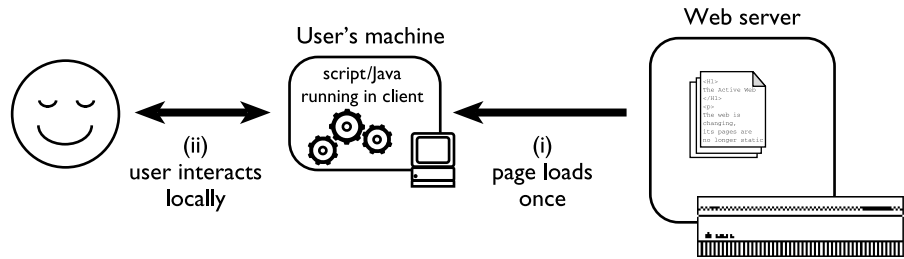 Web server
User's machine
script/Java
running in client
<H1>
The Active Web
</H1>
<p>
The web is
changing,
its pages are
no longer static
(ii)
user interacts
locally
(i)
page loads
once